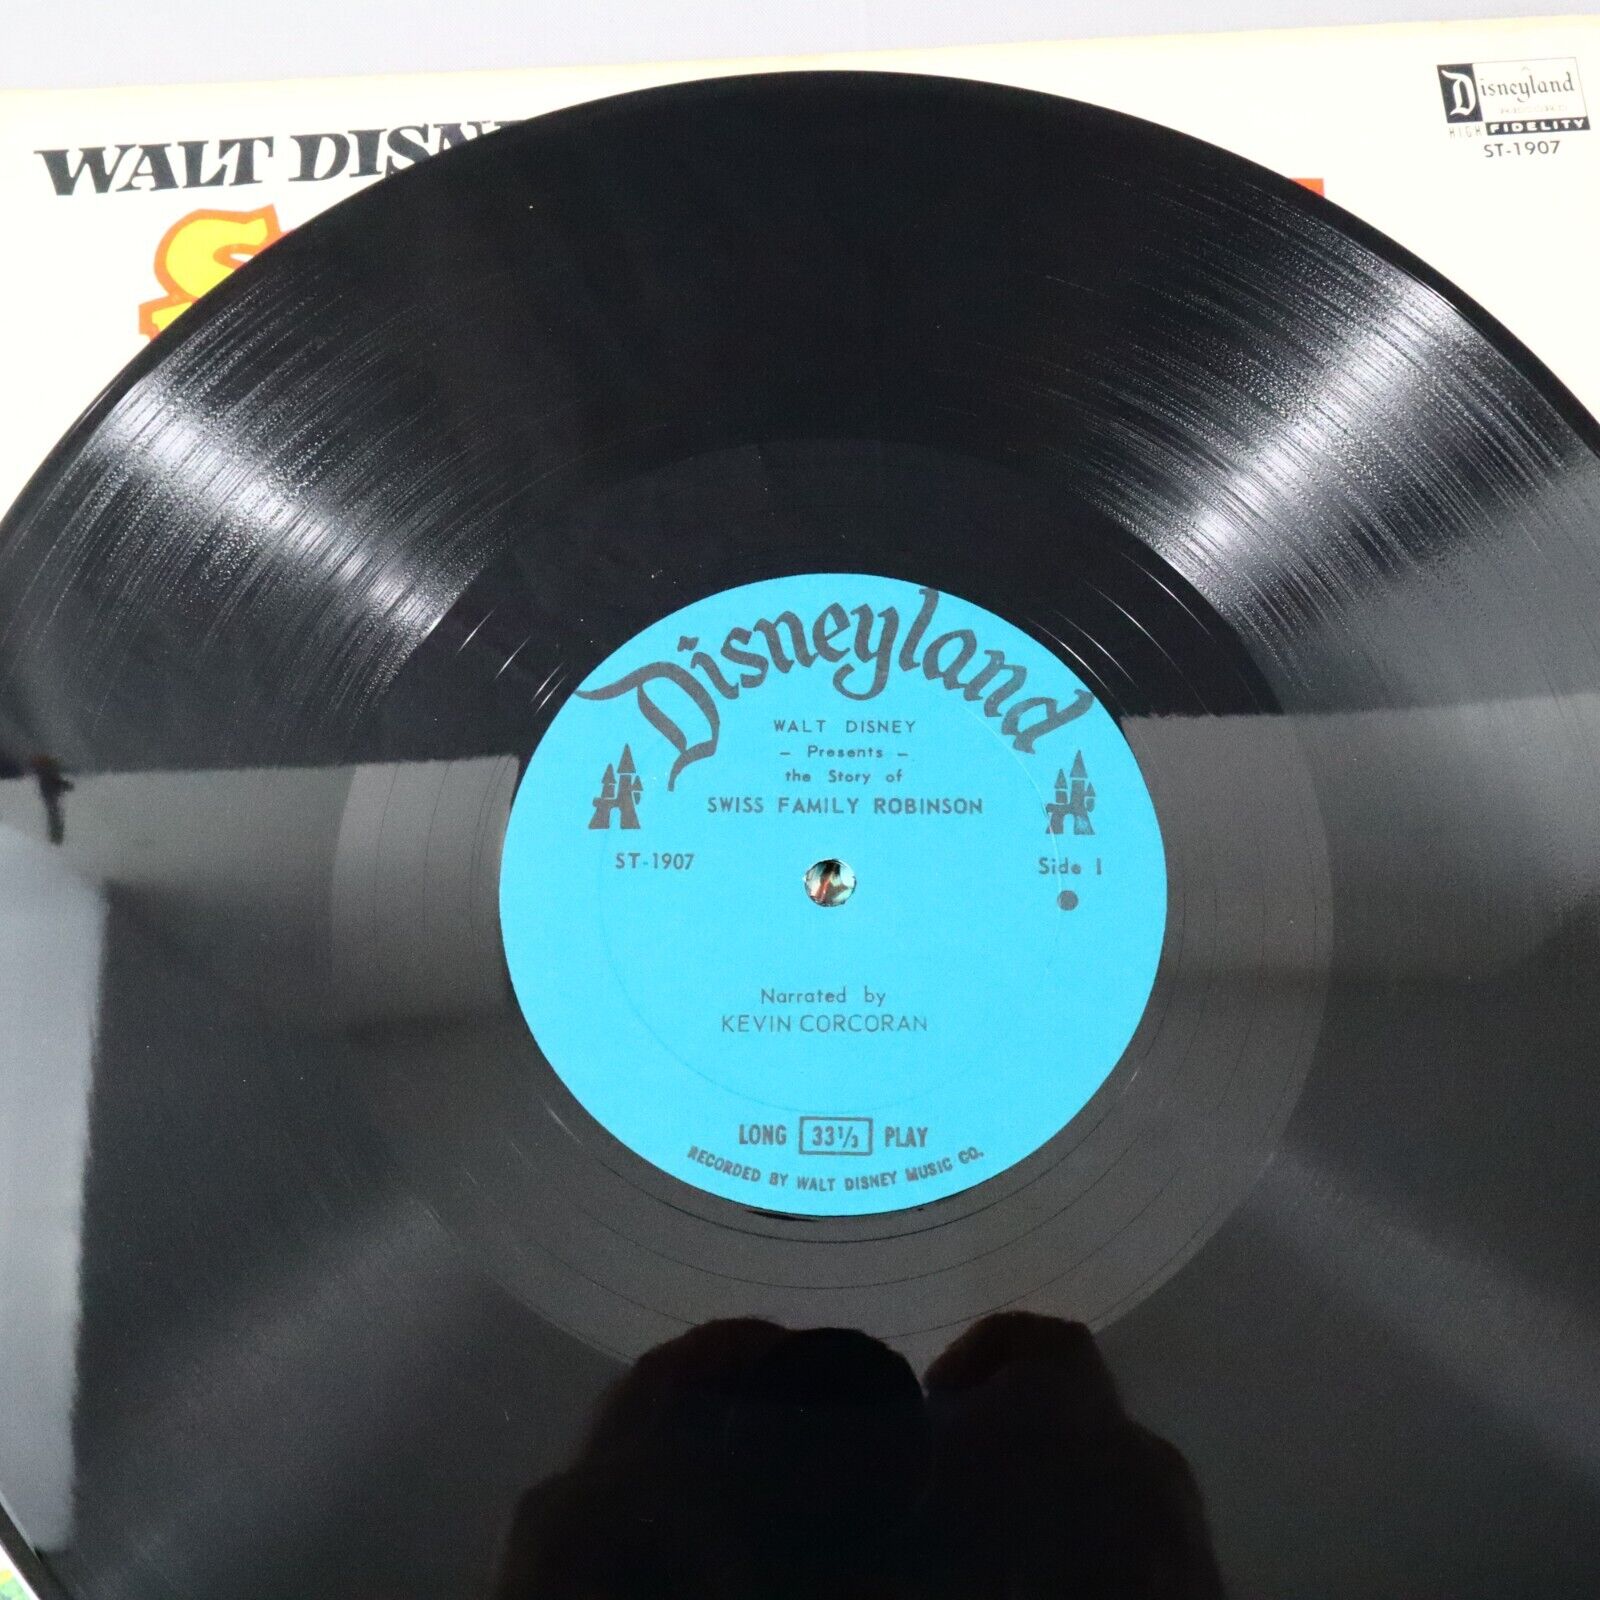 WALT DISN
Disneyland
HIGH FIDELITY
ST-1907
S
Disneyland
WALT DISNEY
- Presents -
the Story of
SWISS FAMILY ROBINSON
ST-1907
Side 1
Narrated by
KEVIN CORCORAN
LONG 33⅓ PLAY
RECORDED BY WALT DISNEY MUSIC CO.